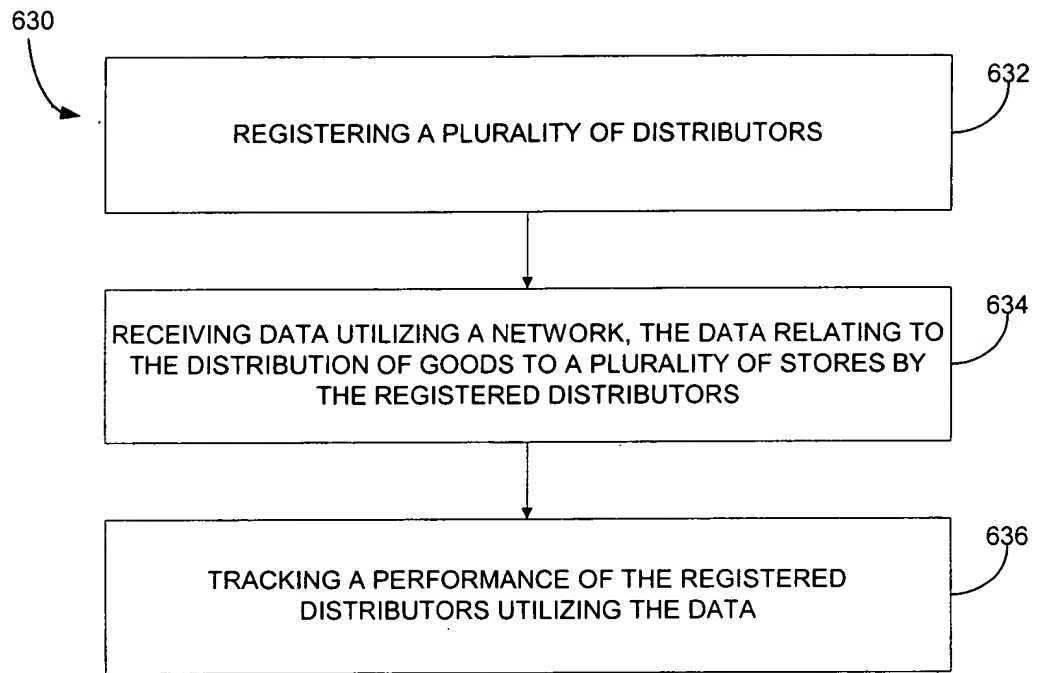 630
632
REGISTERING A PLURALITY OF DISTRIBUTORS
634
RECEIVING DATA UTILIZING A NETWORK, THE DATA RELATING TO
THE DISTRIBUTION OF GOODS TO A PLURALITY OF STORES BY
THE REGISTERED DISTRIBUTORS
636
TRACKING A PERFORMANCE OF THE REGISTERED
DISTRIBUTORS UTILIZING THE DATA